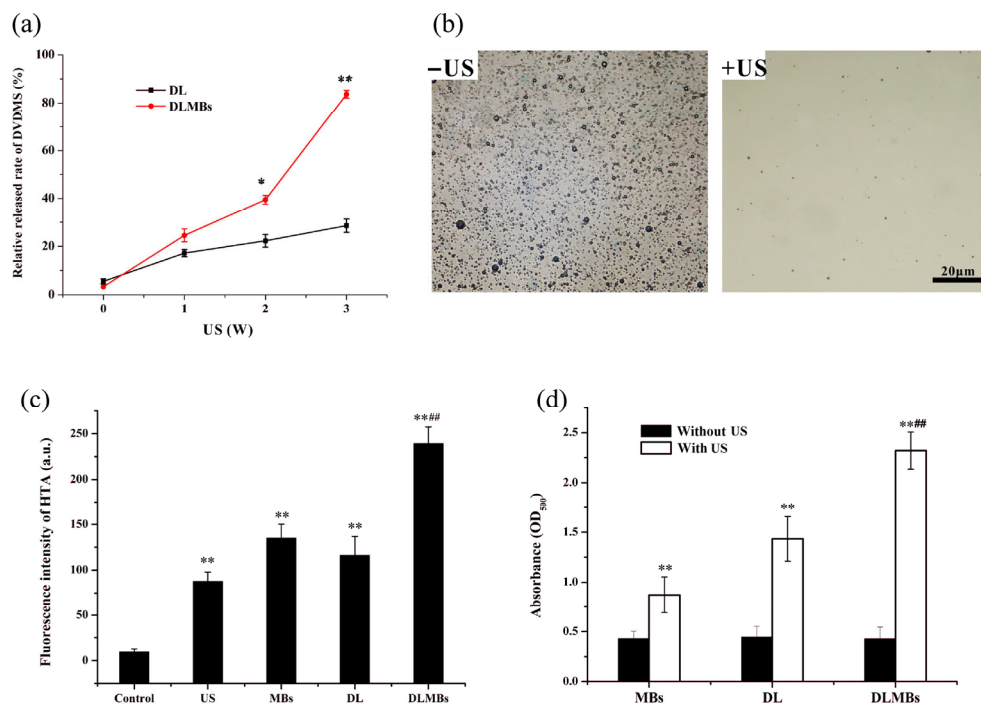 (a)
100
80
60
40
20
0
Relative released rate of DVDMS (%)
DL
DLMBs
*
**
0 1 2 3
US (W)
(b)
−US
+US
20μm
(c)
250
200
150
100
50
0
Fluorescence intensity of HTA (a.u.)
**
**
**
**##
Control US MBs DL DLMBs
(d)
2.5
2.0
1.5
1.0
0.5
0.0
Absorbance (OD500)
Without US
With US
**
**
**##
MBs DL DLMBs